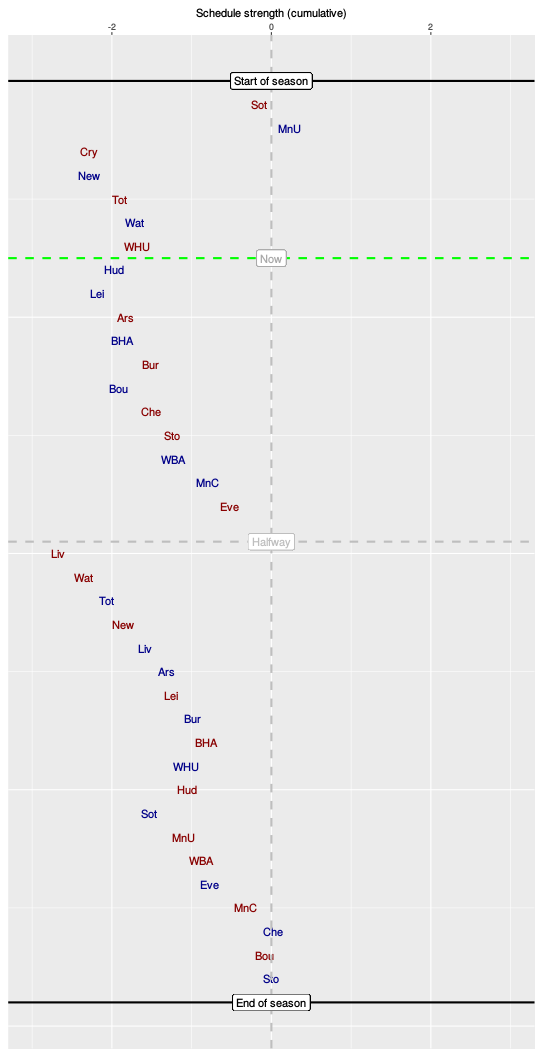 Schedule strength (cumulative)
-2 0 2
Start of season
Sot
MnU
Cry
New
Tot
Wat
WHU
Now
Hud
Lei
Ars
BHA
Bur
Bou
Che
Sto
WBA
MnC
Eve
Halfway
Liv
Wat
Tot
New
Liv
Ars
Lei
Bur
BHA
WHU
Hud
Sot
MnU
WBA
Eve
MnC
Che
Bou
Sto
End of season